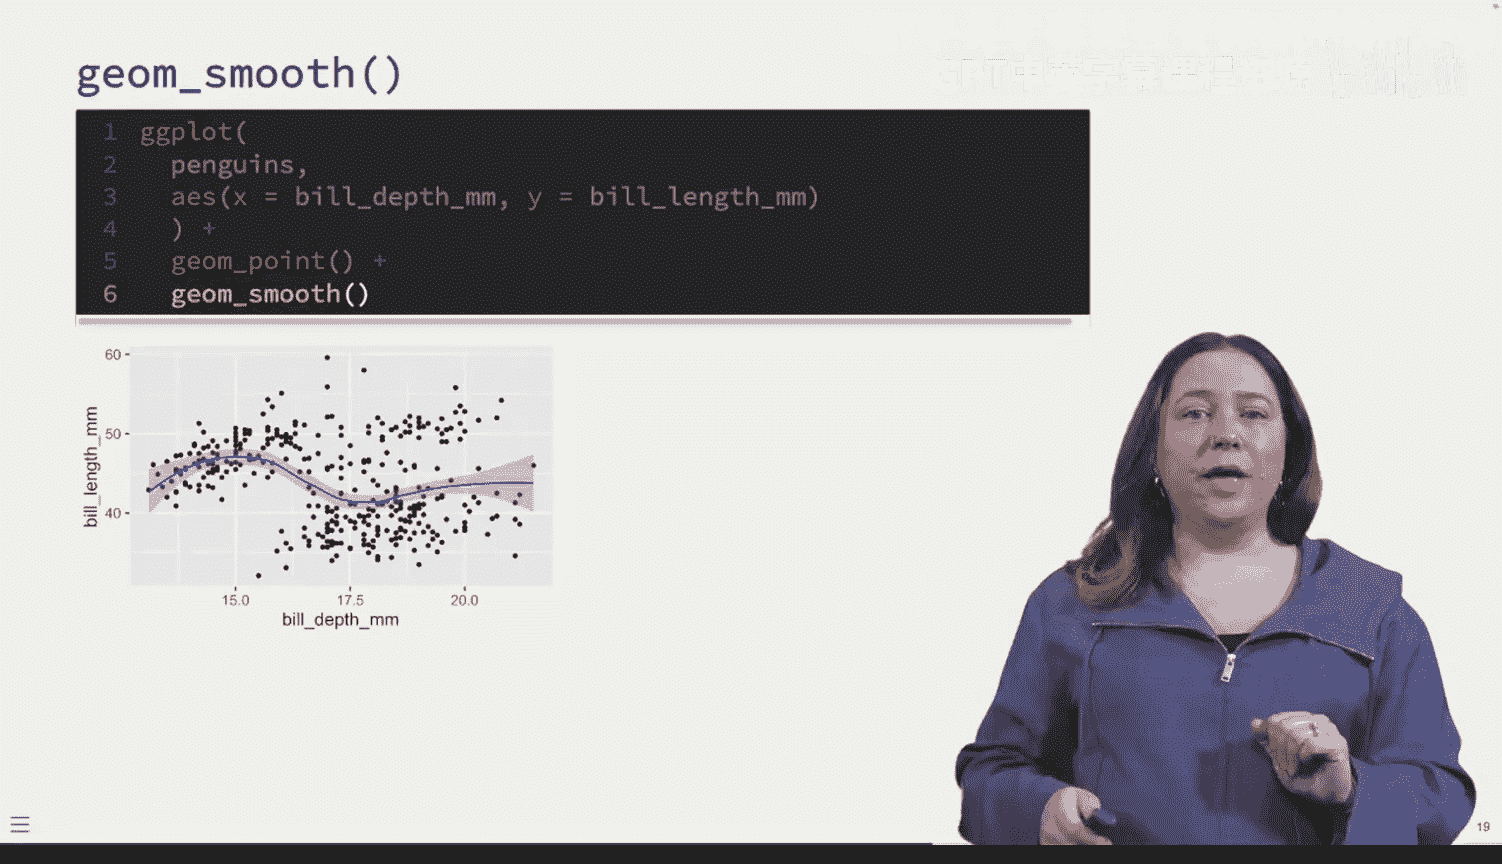 geom_smooth()
1 ggplot(
2 penguins,
3 aes(x = bill_depth_mm, y = bill_length_mm)
4 ) +
5 geom_point() +
6 geom_smooth()
60
50
40
bill_length_mm
15.0 17.5 20.0
bill_depth_mm
19